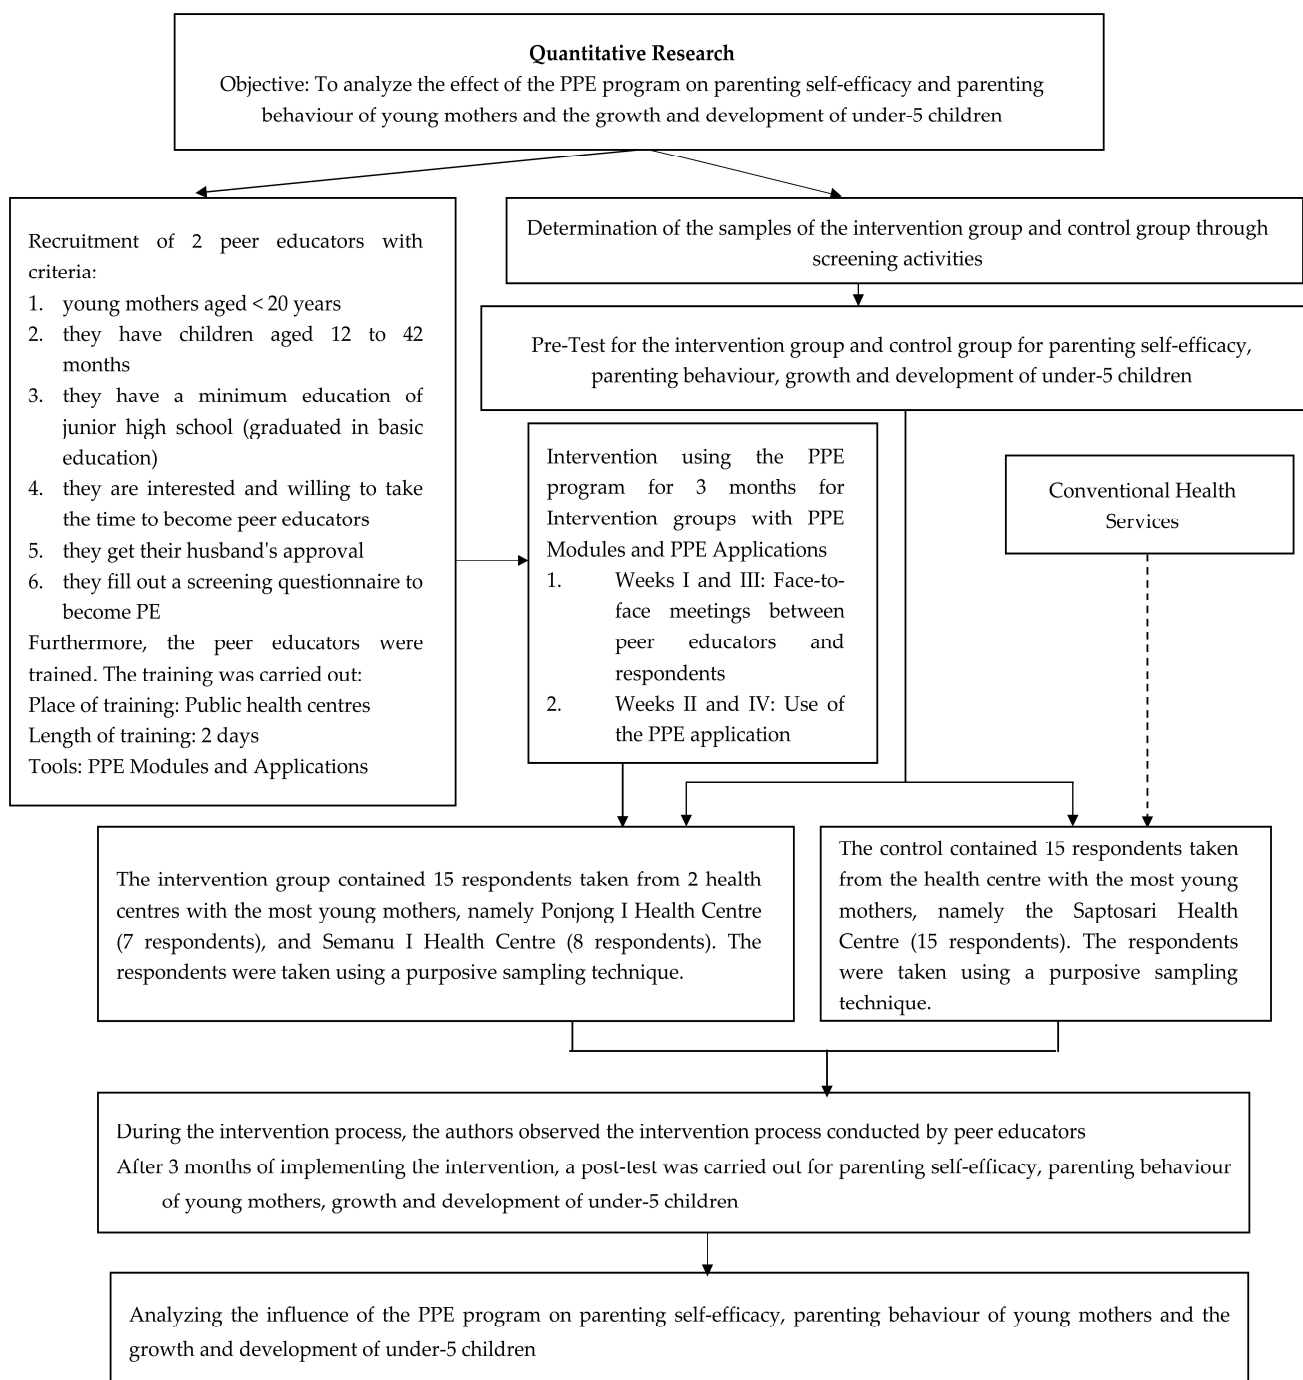 Quantitative Research
Objective: To analyze the effect of the PPE program on parenting self-efficacy and parenting
behaviour of young mothers and the growth and development of under-5 children
Recruitment of 2 peer educators with
criteria:
1. young mothers aged < 20 years
2. they have children aged 12 to 42
months
3. they have a minimum education of
junior high school (graduated in basic
education)
4. they are interested and willing to take
the time to become peer educators
5. they get their husband's approval
6. they fill out a screening questionnaire to
become PE
Furthermore, the peer educators were
trained. The training was carried out:
Place of training: Public health centres
Length of training: 2 days
Tools: PPE Modules and Applications
Determination of the samples of the intervention group and control group through
screening activities
Pre-Test for the intervention group and control group for parenting self-efficacy,
parenting behaviour, growth and development of under-5 children
Intervention using the PPE
program for 3 months for
Intervention groups with PPE
Modules and PPE Applications
1. Weeks I and III: Face-to-
face meetings between
peer educators and
respondents
2. Weeks II and IV: Use of
the PPE application
Conventional Health
Services
The intervention group contained 15 respondents taken from 2 health
centres with the most young mothers, namely Ponjong I Health Centre
(7 respondents), and Semanu I Health Centre (8 respondents). The
respondents were taken using a purposive sampling technique.
The control contained 15 respondents taken
from the health centre with the most young
mothers, namely the Saptosari Health
Centre (15 respondents). The respondents
were taken using a purposive sampling
technique.
During the intervention process, the authors observed the intervention process conducted by peer educators
After 3 months of implementing the intervention, a post-test was carried out for parenting self-efficacy, parenting behaviour
of young mothers, growth and development of under-5 children
Analyzing the influence of the PPE program on parenting self-efficacy, parenting behaviour of young mothers and the
growth and development of under-5 children